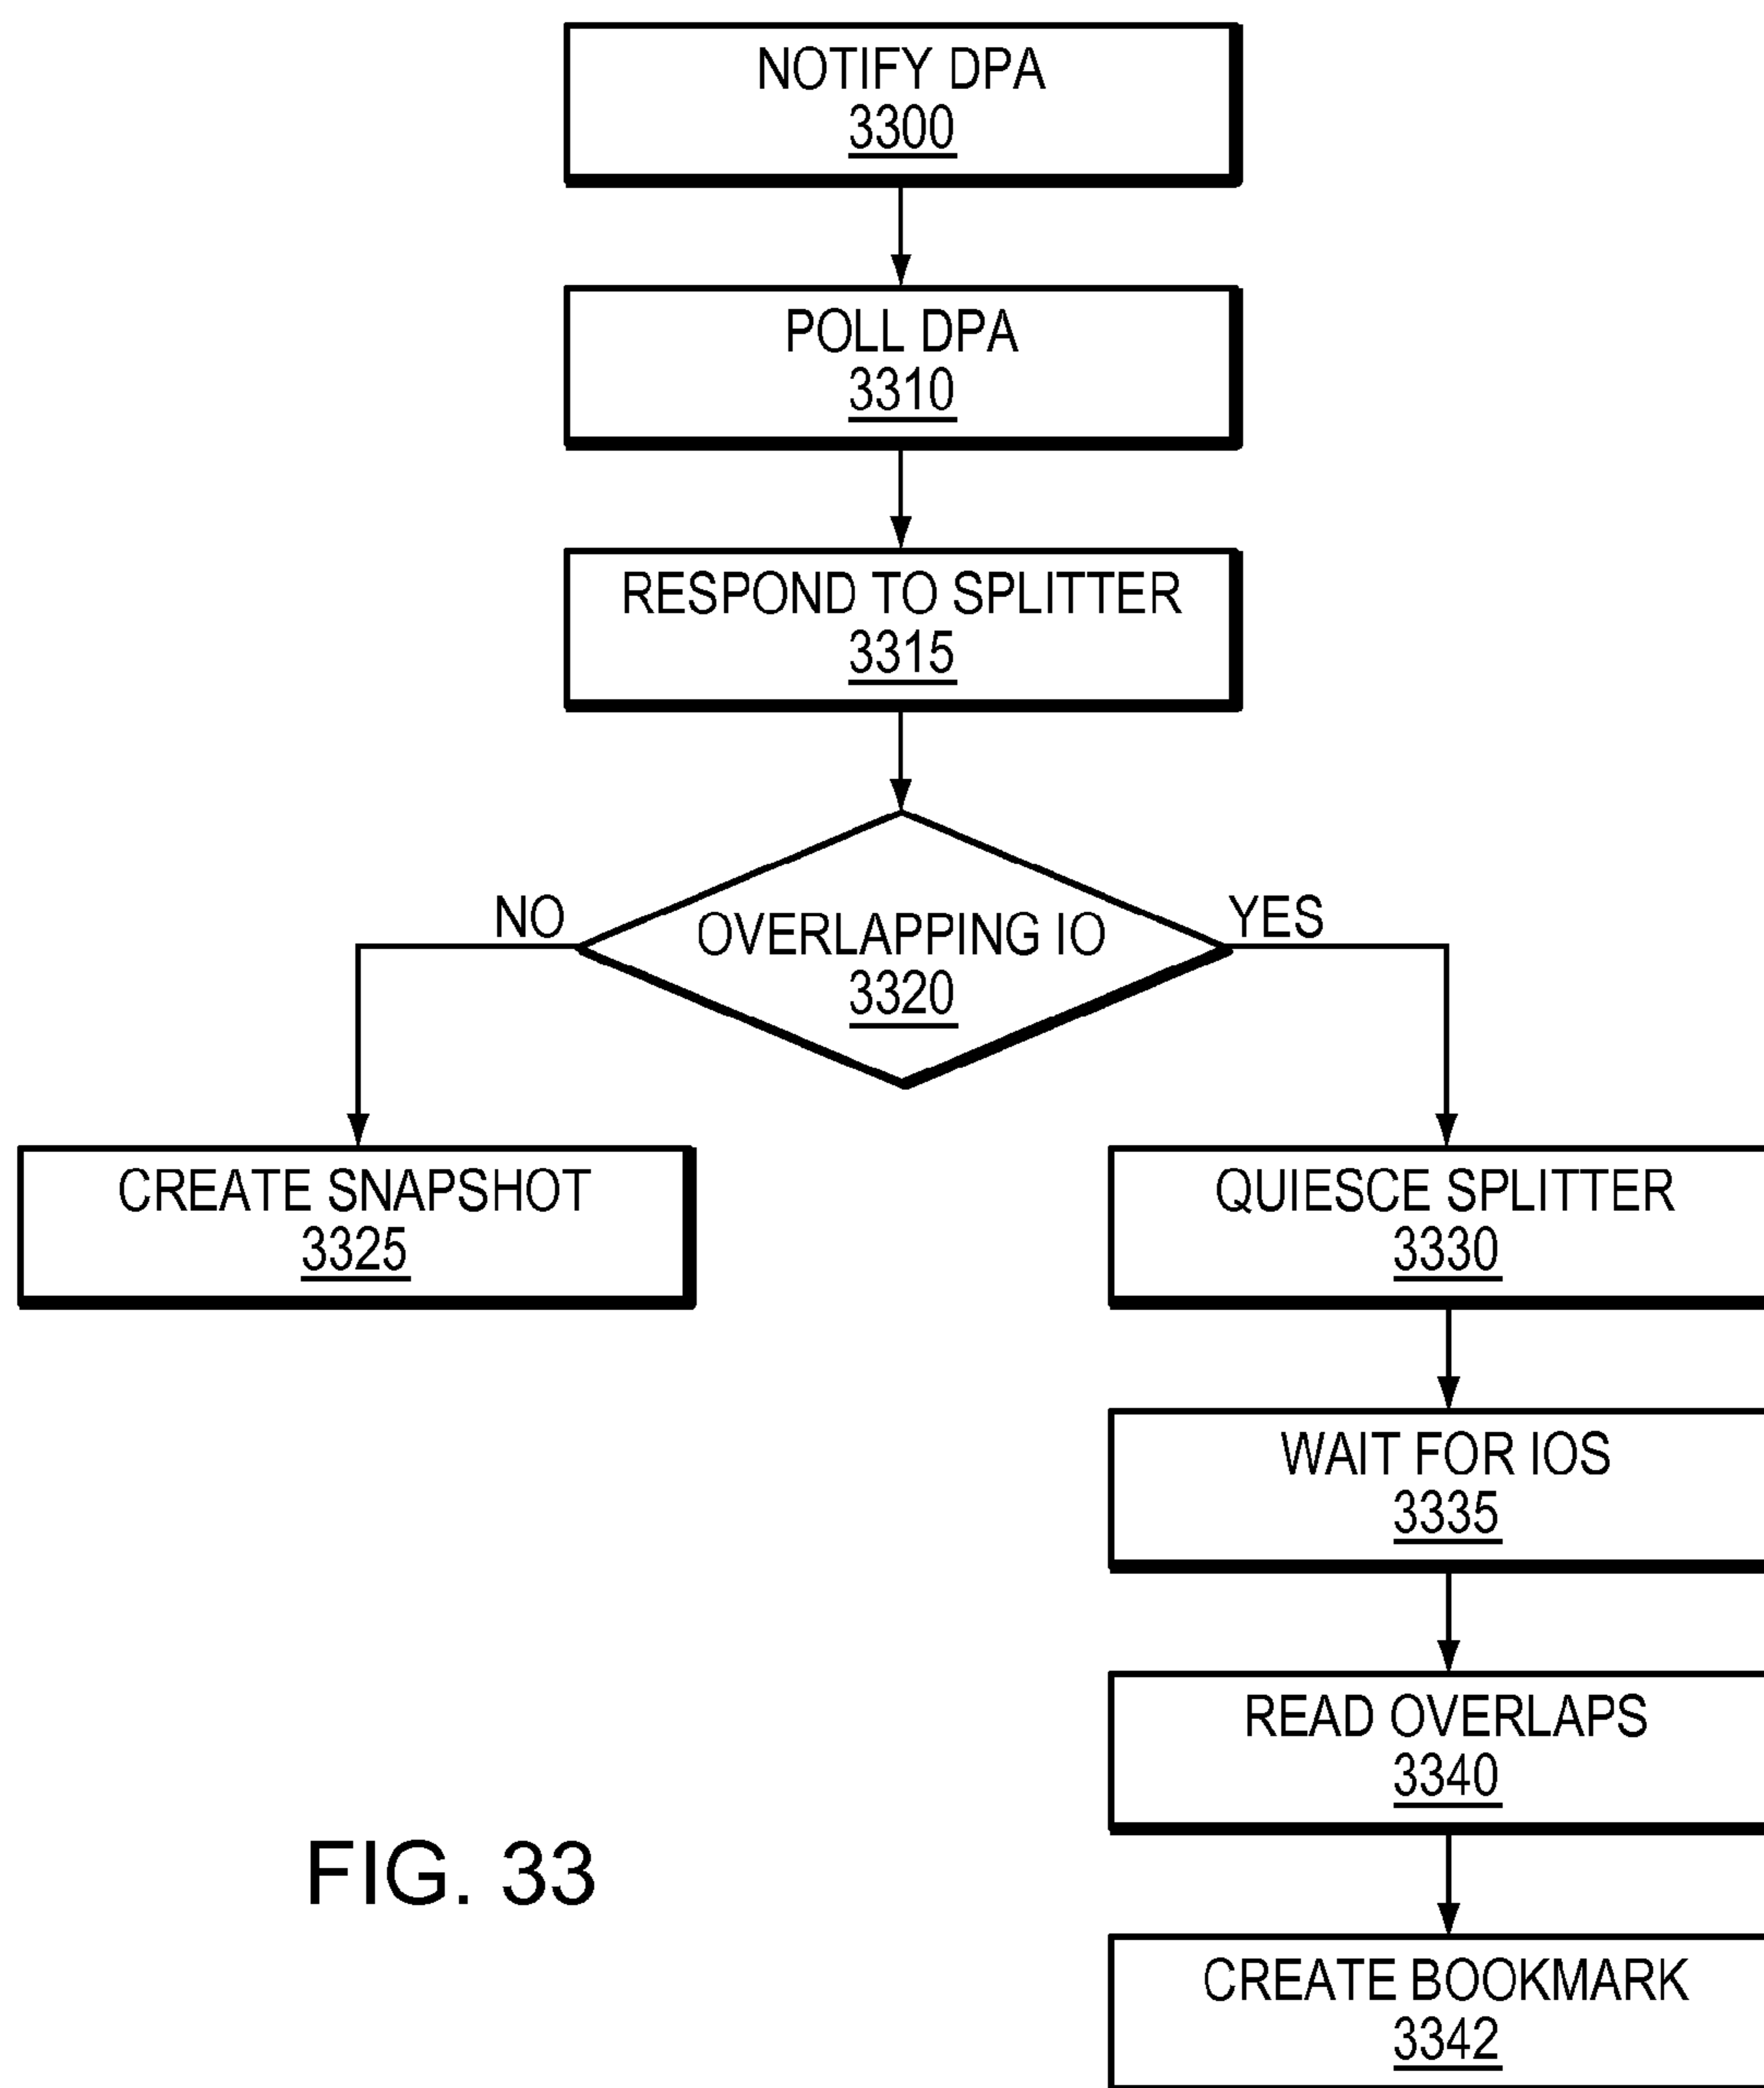 NOTIFY DPA
3300
POLL DPA
3310
RESPOND TO SPLITTER
3315
OVERLAPPING IO
3320
NO
YES
CREATE SNAPSHOT
3325
QUIESCE SPLITTER
3330
WAIT FOR IOS
3335
READ OVERLAPS
3340
CREATE BOOKMARK
3342
FIG. 33